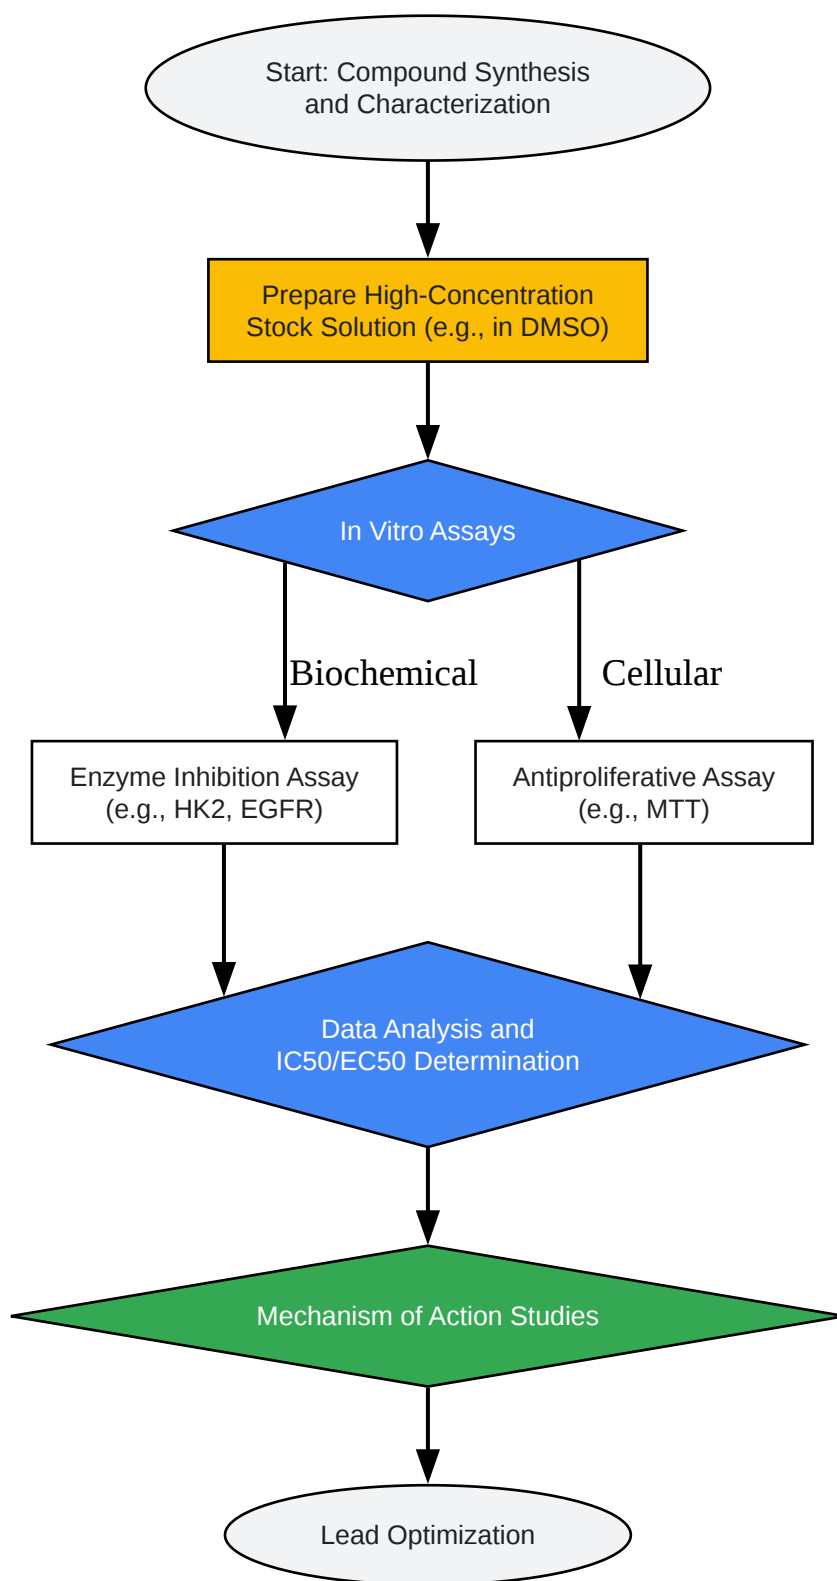 Start: Compound Synthesis
and Characterization
Prepare High-Concentration
Stock Solution (e.g., in DMSO)
In Vitro Assays
Biochemical
Cellular
Enzyme Inhibition Assay
(e.g., HK2, EGFR)
Antiproliferative Assay
(e.g., MTT)
Data Analysis and
IC50/EC50 Determination
Mechanism of Action Studies
Lead Optimization